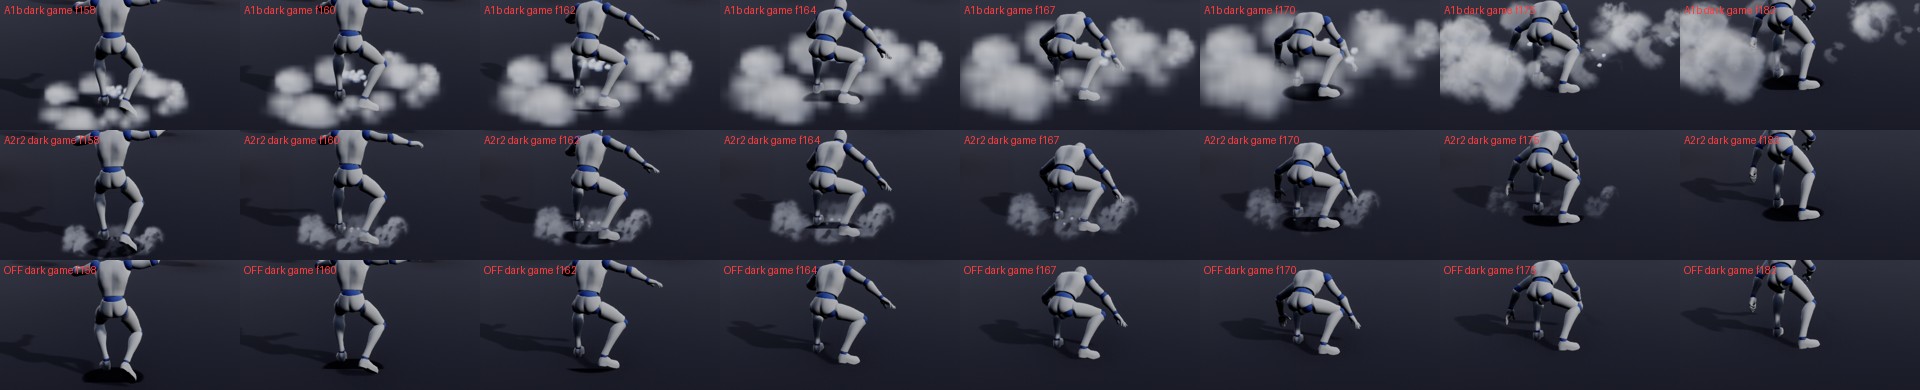 A1b dark game f158
A1b dark game f160
A1b dark game f162
A1b dark game f164
A1b dark game f167
A1b dark game f170
A1b dark game
A1b dark game
A2r2 dark game f158
A2r2 dark game f160
A2r2 dark game f162
A2r2 dark game f164
A2r2 dark game f167
A2r2 dark game f170
A2r2 dark game
A2r2 dark game
OFF dark game f158
OFF dark game f160
OFF dark game f162
OFF dark game f164
OFF dark game f167
OFF dark game f170
OFF dark game
OFF dark game